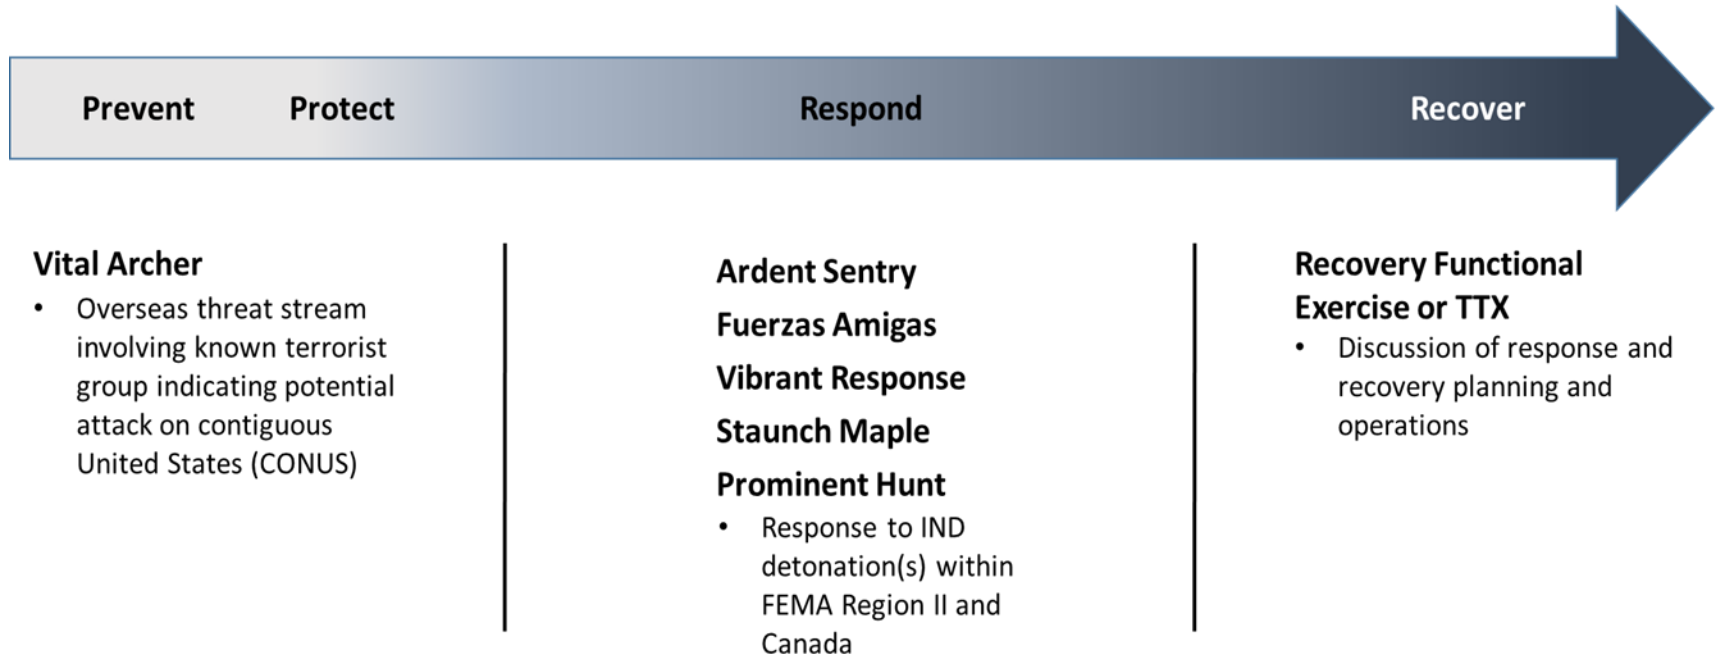 Prevent Protect Respond Recover
Vital Archer
• Overseas threat stream
involving known terrorist
group indicating potential
attack on contiguous
United States (CONUS)
Ardent Sentry
Fuerzas Amigas
Vibrant Response
Staunch Maple
Prominent Hunt
• Response to IND
detonation(s) within
FEMA Region II and
Canada
Recovery Functional
Exercise or TTX
• Discussion of response and
recovery planning and
operations